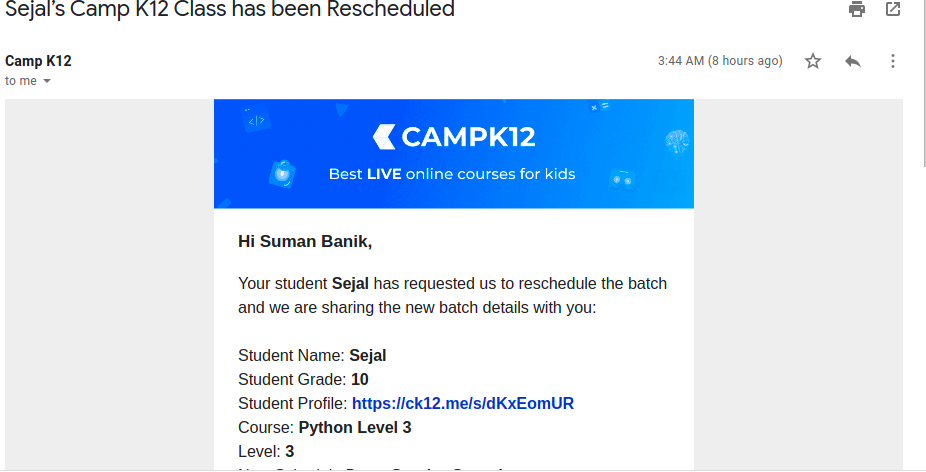 Sejal's Camp K12 Class has been Rescheduled
Camp K12
3:44 AM (8 hours ago)
to me
</>
CAMPK12
Best LIVE online courses for kids
Hi Suman Banik,
Your student Sejal has requested us to reschedule the batch
and we are sharing the new batch details with you:
Student Name: Sejal
Student Grade: 10
Student Profile: https://ck12.me/s/dKxEomUR
Course: Python Level 3
Level: 3